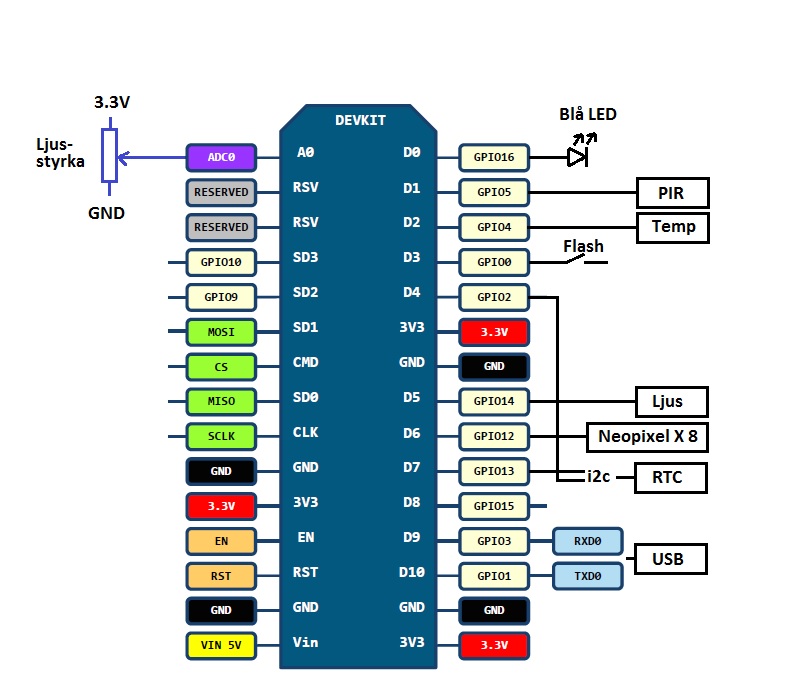 3.3V
Ljus-
styrka
GND
DEVKIT
Blå LED
ADC0 A0 D0 GPIO16
RESERVED RSV D1 GPIO5 PIR
RESERVED RSV D2 GPIO4 Temp
Flash
GPIO10 SD3 D3 GPIO0
GPIO9 SD2 D4 GPIO2
MOSI SD1 3V3 3.3V
CS CMD GND GND
MISO SD0 D5 GPIO14 Ljus
SCLK CLK D6 GPIO12 Neopixel X 8
GND GND D7 GPIO13 i2c RTC
3.3V 3V3 D8 GPIO15
EN EN D9 GPIO3 RXD0
USB
RST RST D10 GPIO1 TXD0
GND GND GND GND
VIN 5V Vin 3V3 3.3V